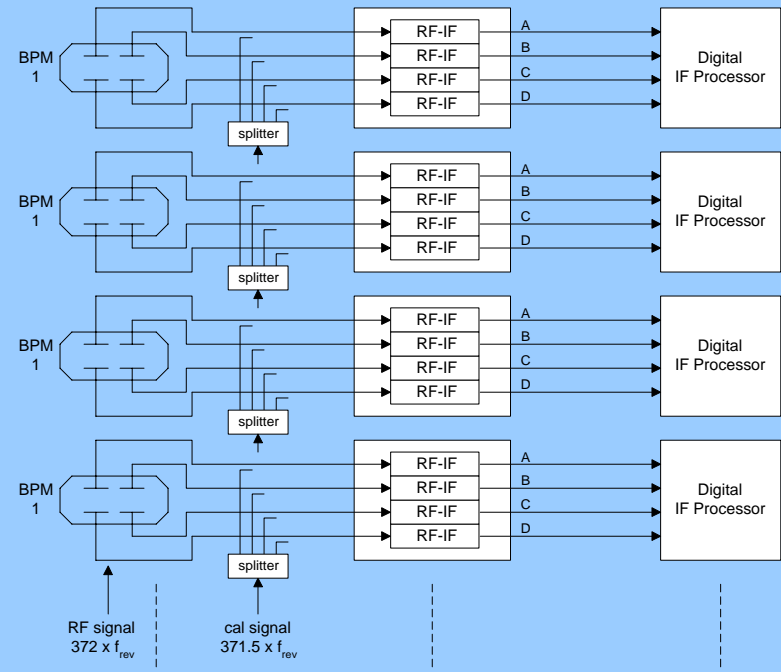 BPM
1
RF-IF
RF-IF
RF-IF
RF-IF
A
B
C
D
Digital
IF Processor
splitter
BPM
1
RF-IF
RF-IF
RF-IF
RF-IF
A
B
C
D
Digital
IF Processor
splitter
BPM
1
RF-IF
RF-IF
RF-IF
RF-IF
A
B
C
D
Digital
IF Processor
splitter
BPM
1
RF-IF
RF-IF
RF-IF
RF-IF
A
B
C
D
Digital
IF Processor
splitter
RF signal
372 x f_rev
cal signal
371.5 x f_rev